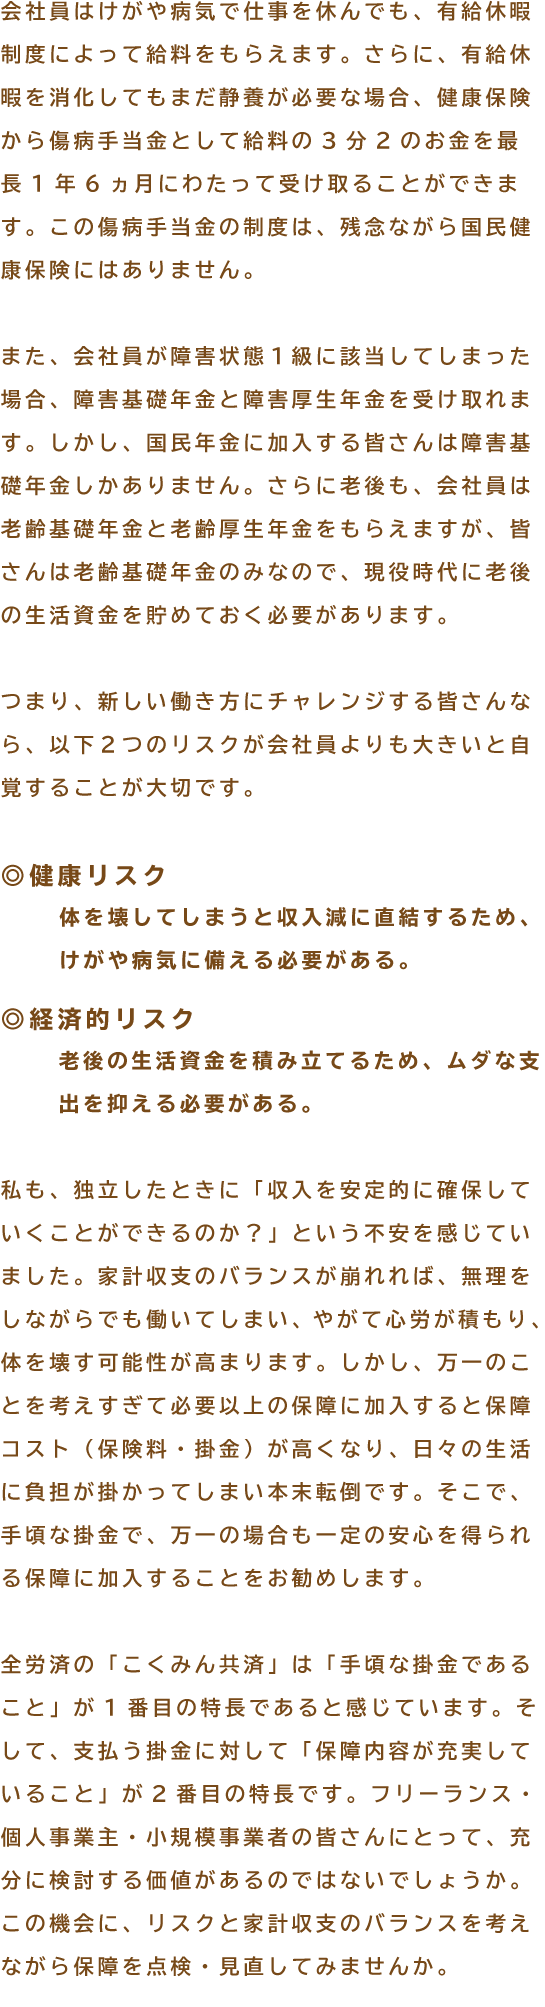 会社員はけがや病気で仕事を休んでも、有給休暇
制度によって給料をもらえます。さらに、有給休
暇を消化してもまだ静養が必要な場合、健康保険
から傷病手当金として給料の 3 分 2 のお金を最
長 1 年 6 ヵ月にわたって受け取ることができま
す。この傷病手当金の制度は、残念ながら国民健
康保険にはありません。
また、会社員が障害状態１級に該当してしまった
場合、障害基礎年金と障害厚生年金を受け取れま
す。しかし、国民年金に加入する皆さんは障害基
礎年金しかありません。さらに老後も、会社員は
老齢基礎年金と老齢厚生年金をもらえますが、皆
さんは老齢基礎年金のみなので、現役時代に老後
の生活資金を貯めておく必要があります。
つまり、新しい働き方にチャレンジする皆さんな
ら、以下２つのリスクが会社員よりも大きいと自
覚することが大切です。
◎健康リスク
体を壊してしまうと収入減に直結するため、
けがや病気に備える必要がある。
◎経済的リスク
老後の生活資金を積み立てるため、ムダな支
出を抑える必要がある。
私も、独立したときに「収入を安定的に確保して
いくことができるのか？」という不安を感じてい
ました。家計収支のバランスが崩れれば、無理を
しながらでも働いてしまい、やがて心労が積もり、
体を壊す可能性が高まります。しかし、万一のこ
とを考えすぎて必要以上の保障に加入すると保障
コスト（保険料・掛金）が高くなり、日々の生活
に負担が掛かってしまい本末転倒です。そこで、
手頃な掛金で、万一の場合も一定の安心を得られ
る保障に加入することをお勧めします。
全労済の「こくみん共済」は「手頃な掛金である
こと」が 1 番目の特長であると感じています。そ
して、支払う掛金に対して「保障内容が充実して
いること」が 2 番目の特長です。フリーランス・
個人事業主・小規模事業者の皆さんにとって、充
分に検討する価値があるのではないでしょうか。
この機会に、リスクと家計収支のバランスを考え
ながら保障を点検・見直してみませんか。